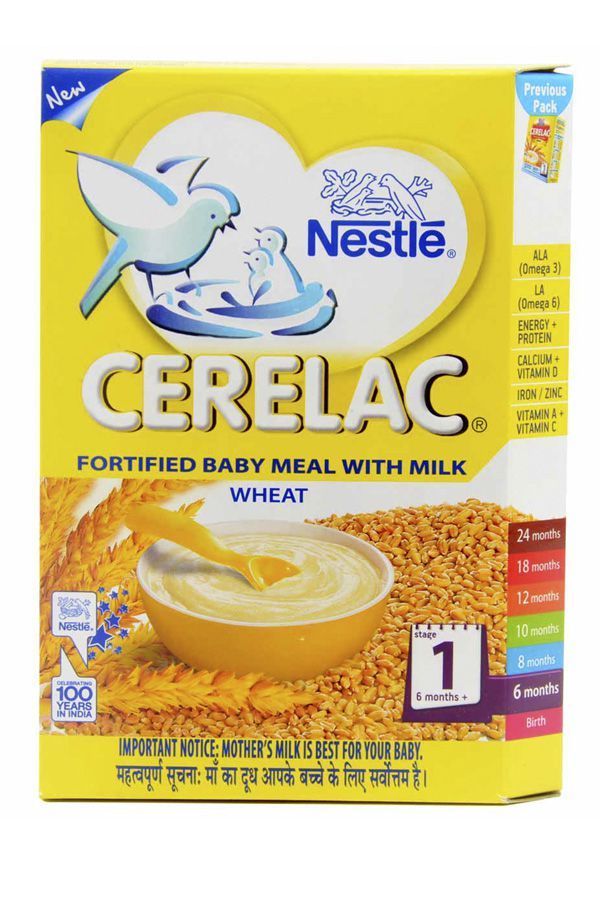 New
Previous
Pack
CERELAC
Nestlé®
ALA
(Omega 3)
LA
(Omega 6)
ENERGY +
PROTEIN
CALCIUM +
VITAMIN D
IRON / ZINC
VITAMIN A +
VITAMIN C
CERELAC®
FORTIFIED BABY MEAL WITH MILK
WHEAT
24 months
18 months
12 months
10 months
8 months
6 months
Birth
Nestlé
CELEBRATING
100
YEARS
IN INDIA
stage
1
6 months +
IMPORTANT NOTICE: MOTHER'S MILK IS BEST FOR YOUR BABY.
महत्वपूर्ण सूचना: माँ का दूध आपके बच्चे के लिए सर्वोत्तम है।